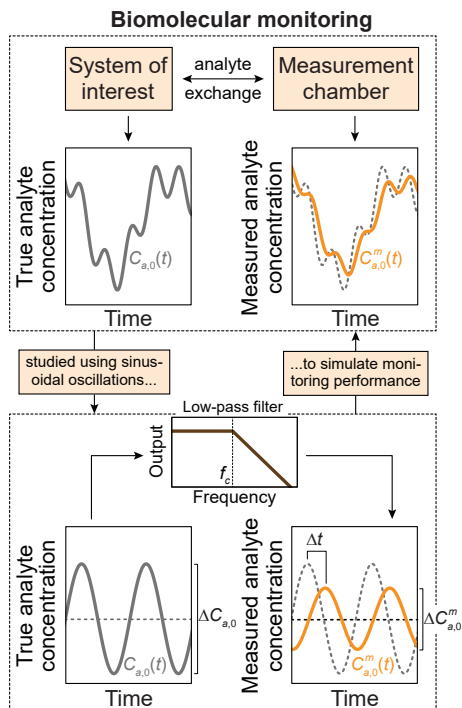 Biomolecular monitoring
System of
interest
analyte
exchange
Measurement
chamber
True analyte
concentration
C_{a,0}(t)
Time
Measured analyte
concentration
C^m_{a,0}(t)
Time
studied using sinus-
oidal oscillations...
...to simulate moni-
toring performance
Low-pass filter
Output
f_c
Frequency
True analyte
concentration
ΔC_{a,0}
C_{a,0}(t)
Time
Measured analyte
concentration
Δt
ΔC^m_{a,0}
C^m_{a,0}(t)
Time